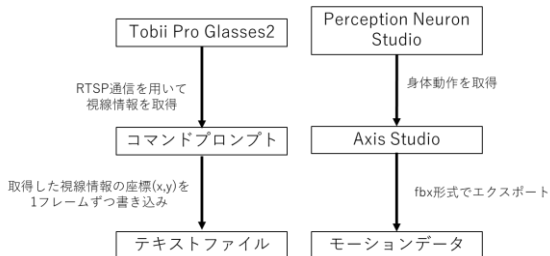 Tobii Pro Glasses2
RTSP通信を用いて
視線情報を取得
コマンドプロンプト
取得した視線情報の座標(x,y)を
1フレームずつ書き込み
テキストファイル
Perception Neuron
Studio
身体動作を取得
Axis Studio
fbx形式でエクスポート
モーションデータ